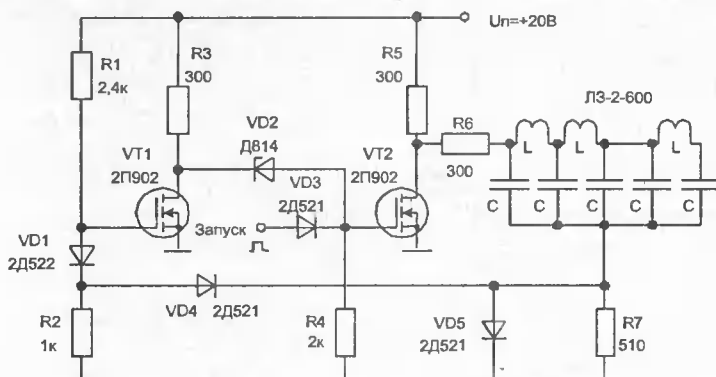 Uп=+20В
R1
2,4к
R3
300
R5
300
ЛЗ-2-600
VD2
Д814
R6
300
L
L
L
VT1
2П902
VT2
2П902
VD3
2Д521
Запуск
C
C
C
C
C
VD1
2Д522
VD4
2Д521
R2
1к
R4
2к
VD5
2Д521
R7
510